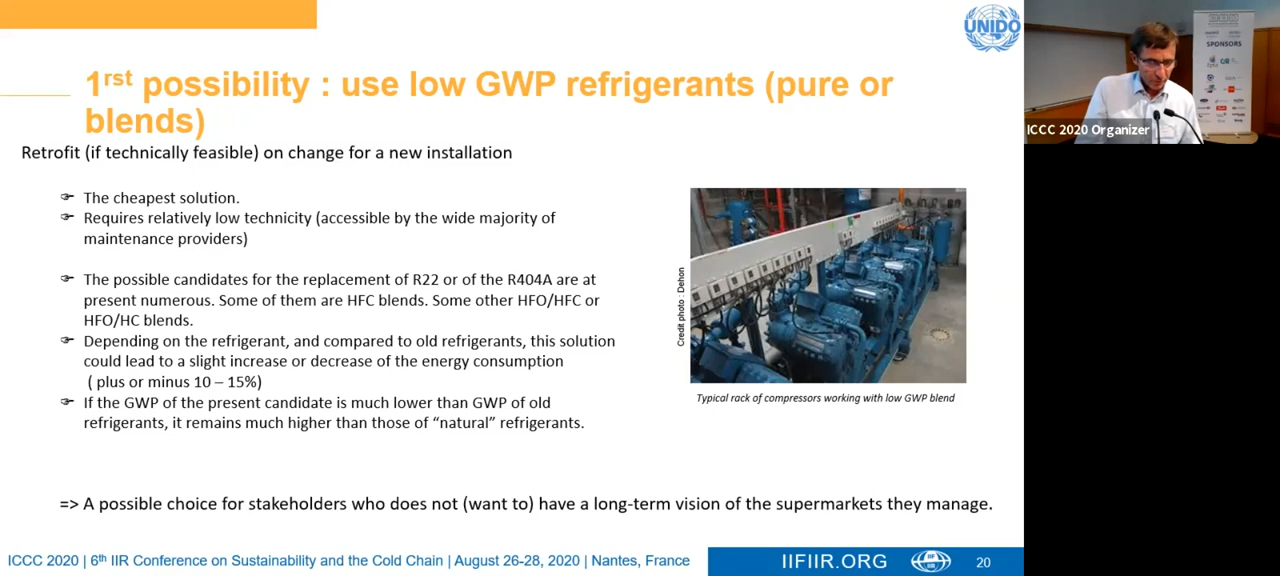 UNIDO
1rst possibility : use low GWP refrigerants (pure or
blends)
Retrofit (if technically feasible) on change for a new installation
The cheapest solution.
Requires relatively low technicity (accessible by the wide majority of
maintenance providers)
The possible candidates for the replacement of R22 or of the R404A are at
present numerous. Some of them are HFC blends. Some other HFO/HFC or
HFO/HC blends.
Depending on the refrigerant, and compared to old refrigerants, this solution
could lead to a slight increase or decrease of the energy consumption
( plus or minus 10 – 15%)
If the GWP of the present candidate is much lower than GWP of old
refrigerants, it remains much higher than those of “natural” refrigerants.
Credit photo : Dehon
Typical rack of compressors working with low GWP blend
=> A possible choice for stakeholders who does not (want to) have a long-term vision of the supermarkets they manage.
ICCC 2020 | 6th IIR Conference on Sustainability and the Cold Chain | August 26-28, 2020 | Nantes, France
IIFIIR.ORG
20
SPONSORS
ICCC 2020 Organizer